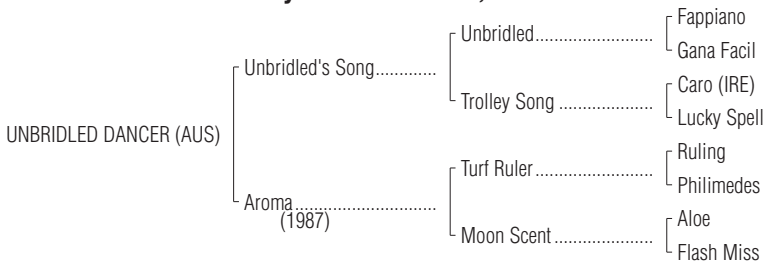 Fappiano
Unbridled
Gana Facil
Unbridled's Song
Caro (IRE)
Trolley Song
Lucky Spell
UNBRIDLED DANCER (AUS)
Ruling
Turf Ruler
Philimedes
Aroma
(1987)
Aloe
Moon Scent
Flash Miss